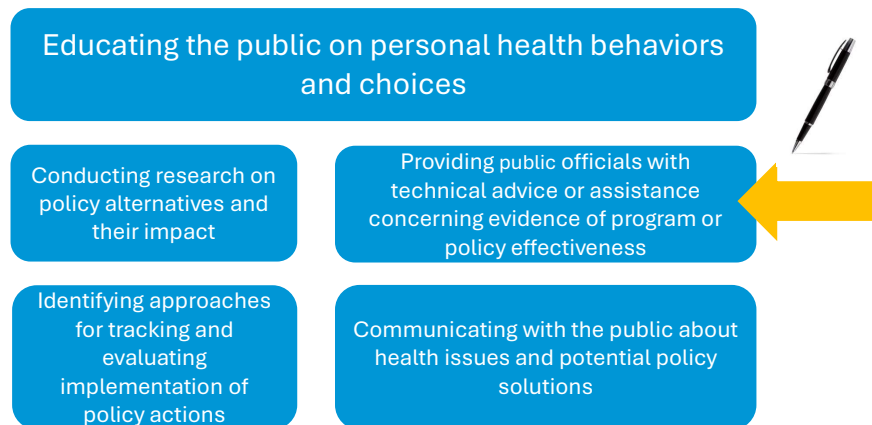 Educating the public on personal health behaviors
and choices
Conducting research on
policy alternatives and
their impact
Providing public officials with
technical advice or assistance
concerning evidence of program or
policy effectiveness
Identifying approaches
for tracking and
evaluating
implementation of
policy actions
Communicating with the public about
health issues and potential policy
solutions